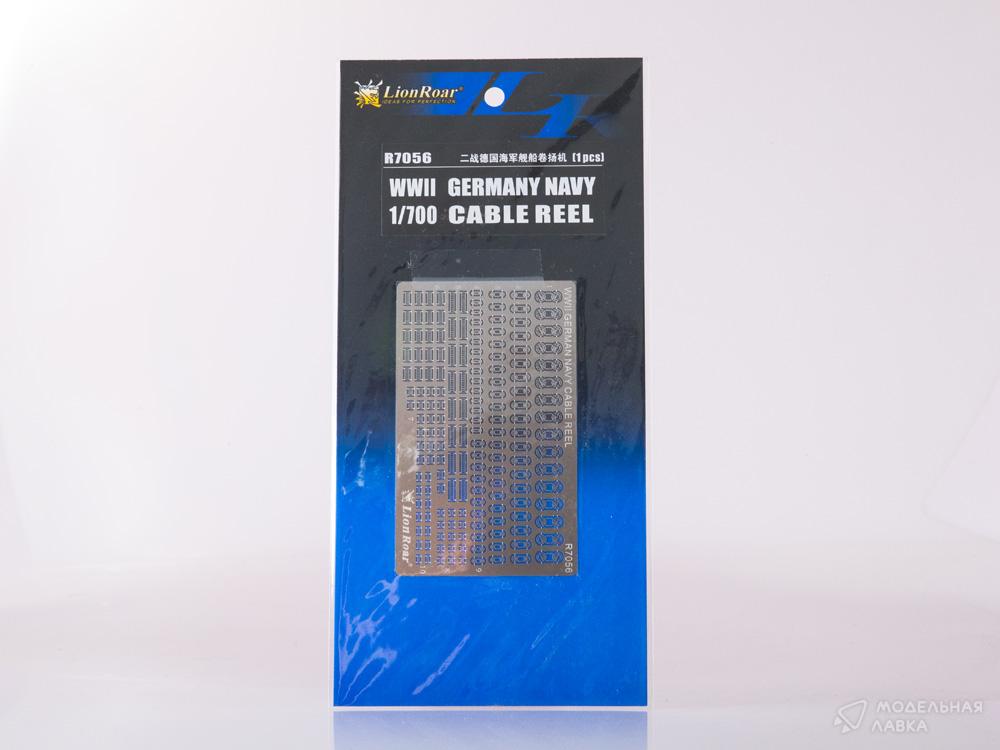 LionRoar®
IDEAS FOR PERFECTION
LR
R7056 二战德国海军舰船卷扬机 (1pcs)
WWII GERMANY NAVY
1/700 CABLE REEL
WWII GERMAN NAVY CABLE REEL
R7056
LionRoar
МОДЕЛЬНАЯ
ЛАВКА